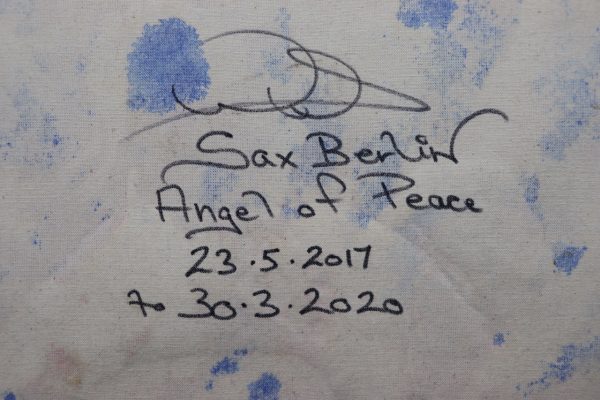 Sax Berlin
Angel of Peace
23.5.2017
to 30.3.2020